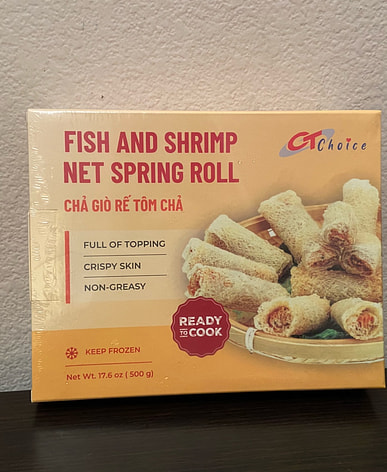 FISH AND SHRIMP
NET SPRING ROLL
CHẢ GIÒ RẾ TÔM CHẢ
CT Choice
FULL OF TOPPING
CRISPY SKIN
NON-GREASY
READY
TO
COOK
KEEP FROZEN
Net Wt. 17.6 oz ( 500 g)